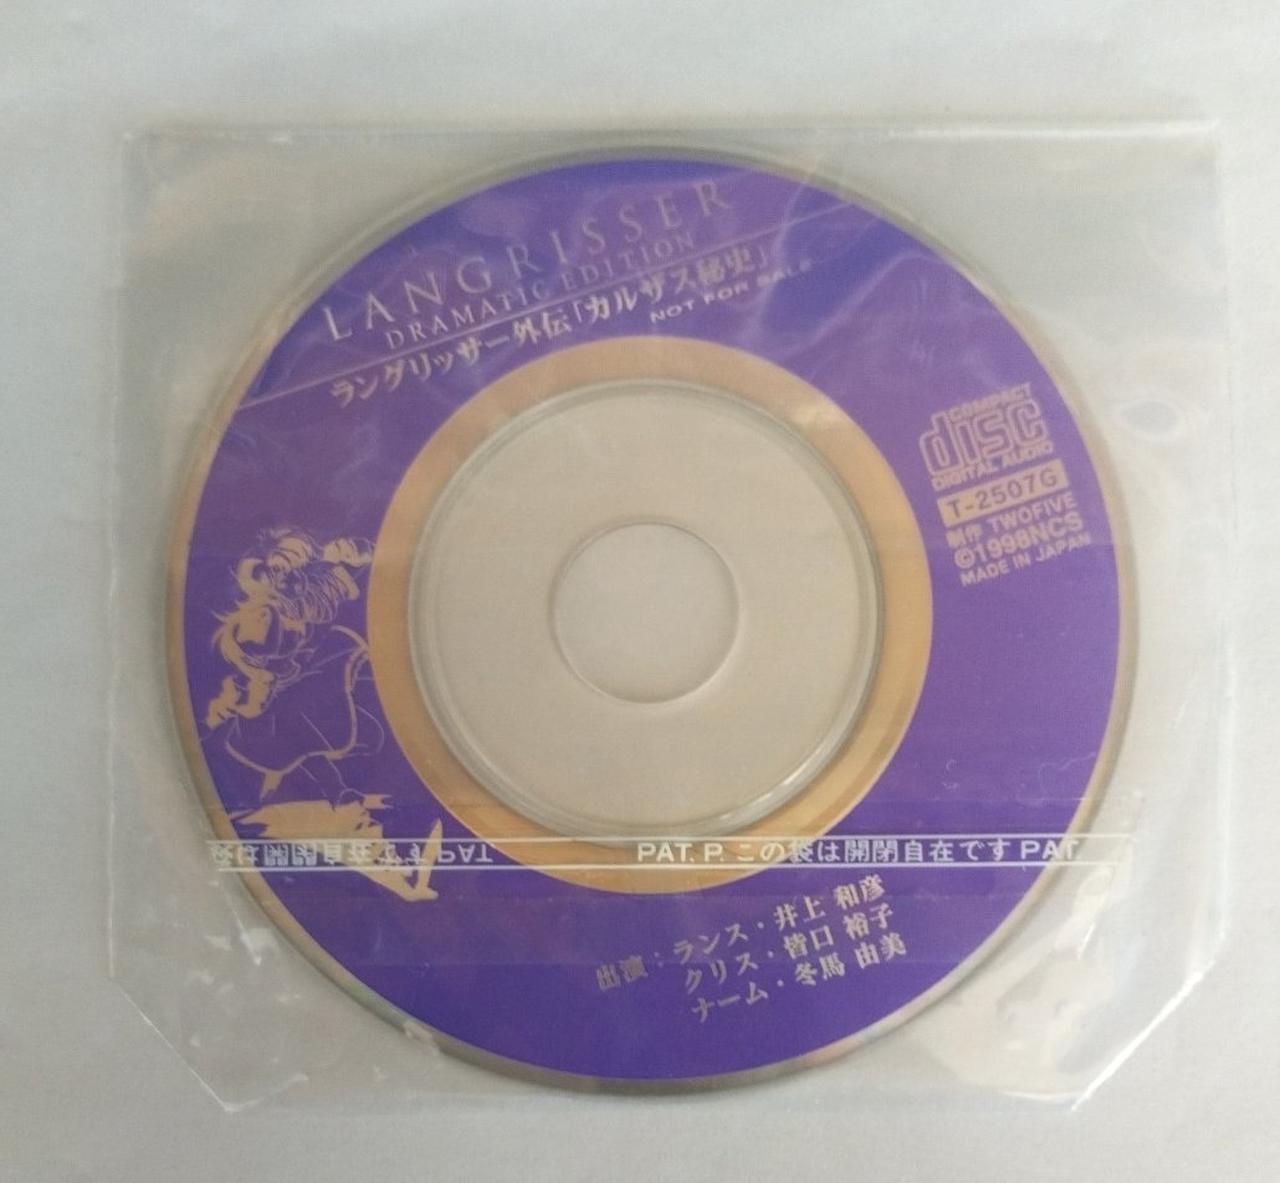 LANGRISSER
DRAMATIC EDITION
ラングリッサー外伝「カルザス秘史」
NOT FOR SALE
COMPACT
disc
DIGITAL AUDIO
T-2507G
制作 TWOFIVE
©1998NCS
MADE IN JAPAN
PAT. P. この袋は開閉自在です PAT.
出演：ランス・井上 和彦
クリス・皆口 裕子
ナーム・冬馬 由美